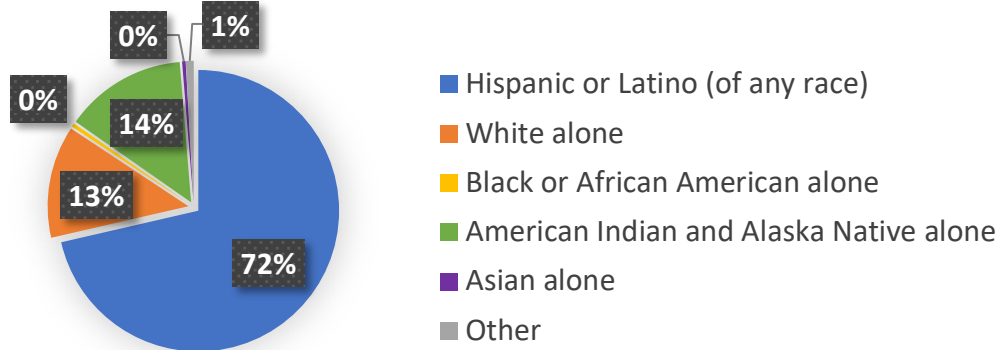 0%
1%
0%
14%
13%
72%
Hispanic or Latino (of any race)
White alone
Black or African American alone
American Indian and Alaska Native alone
Asian alone
Other